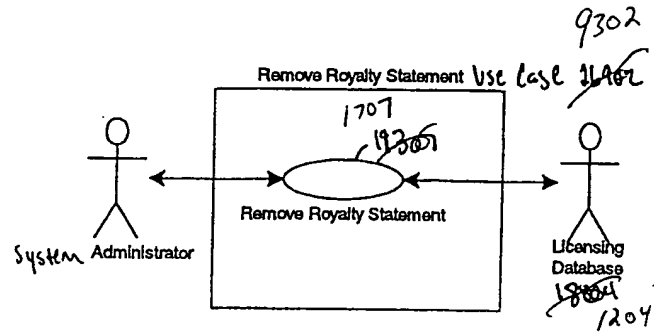 9302
Remove Royalty Statement Use Case
1707
Remove Royalty Statement
System Administrator
Licensing
Database
1204